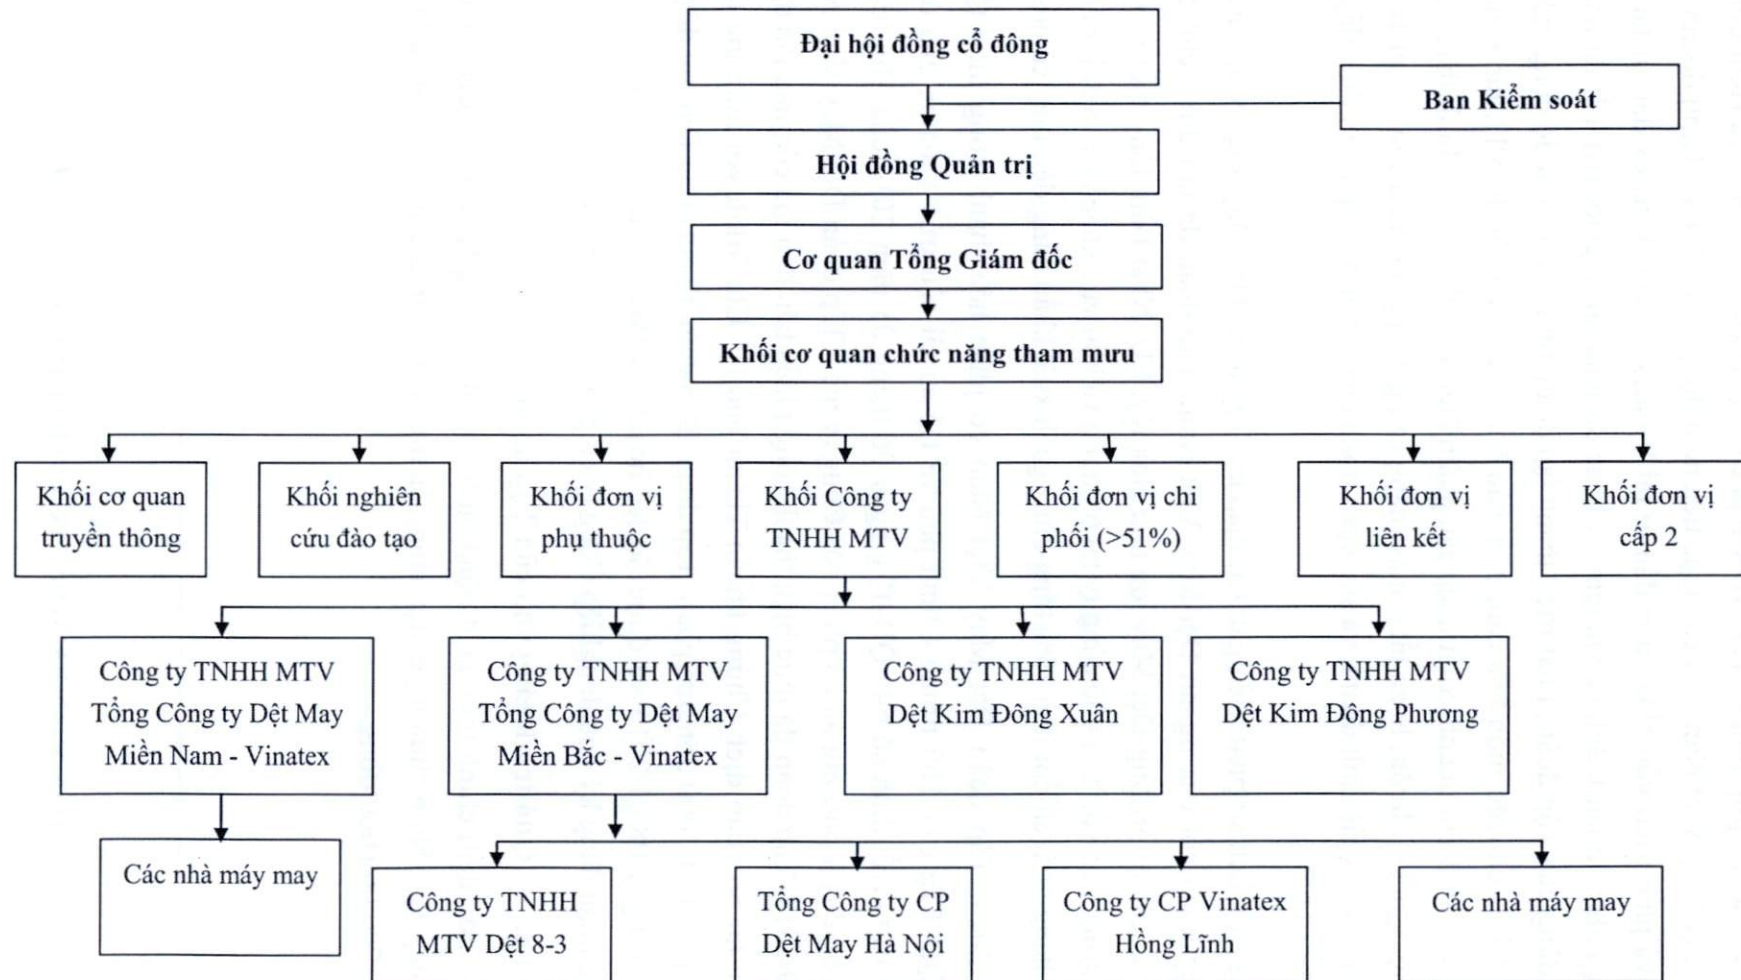 Đại hội đồng cổ đông
Ban Kiểm soát
Hội đồng Quản trị
Cơ quan Tổng Giám đốc
Khối cơ quan chức năng tham mưu
Khối cơ quan
truyền thông
Khối nghiên
cứu đào tạo
Khối đơn vị
phụ thuộc
Khối Công ty
TNHH MTV
Khối đơn vị chi
phối (>51%)
Khối đơn vị
liên kết
Khối đơn vị
cấp 2
Công ty TNHH MTV
Tổng Công ty Dệt May
Miền Nam - Vinatex
Công ty TNHH MTV
Tổng Công ty Dệt May
Miền Bắc - Vinatex
Công ty TNHH MTV
Dệt Kim Đông Xuân
Công ty TNHH MTV
Dệt Kim Đông Phương
Các nhà máy may
Công ty TNHH
MTV Dệt 8-3
Tổng Công ty CP
Dệt May Hà Nội
Công ty CP Vinatex
Hồng Lĩnh
Các nhà máy may